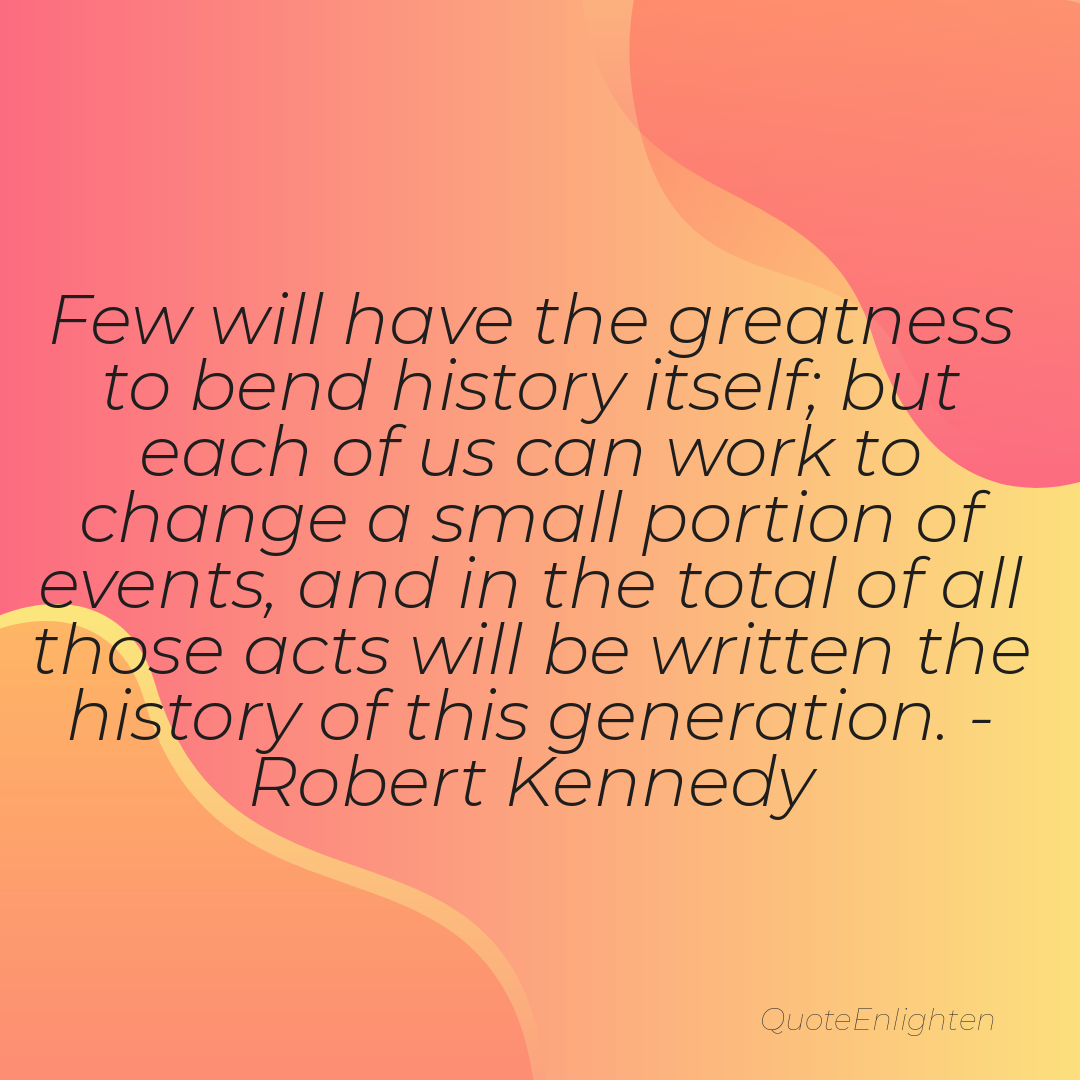 Few will have the greatness
to bend history itself; but
each of us can work to
change a small portion of
events, and in the total of all
those acts will be written the
history of this generation. -
Robert Kennedy
QuoteEnlighten